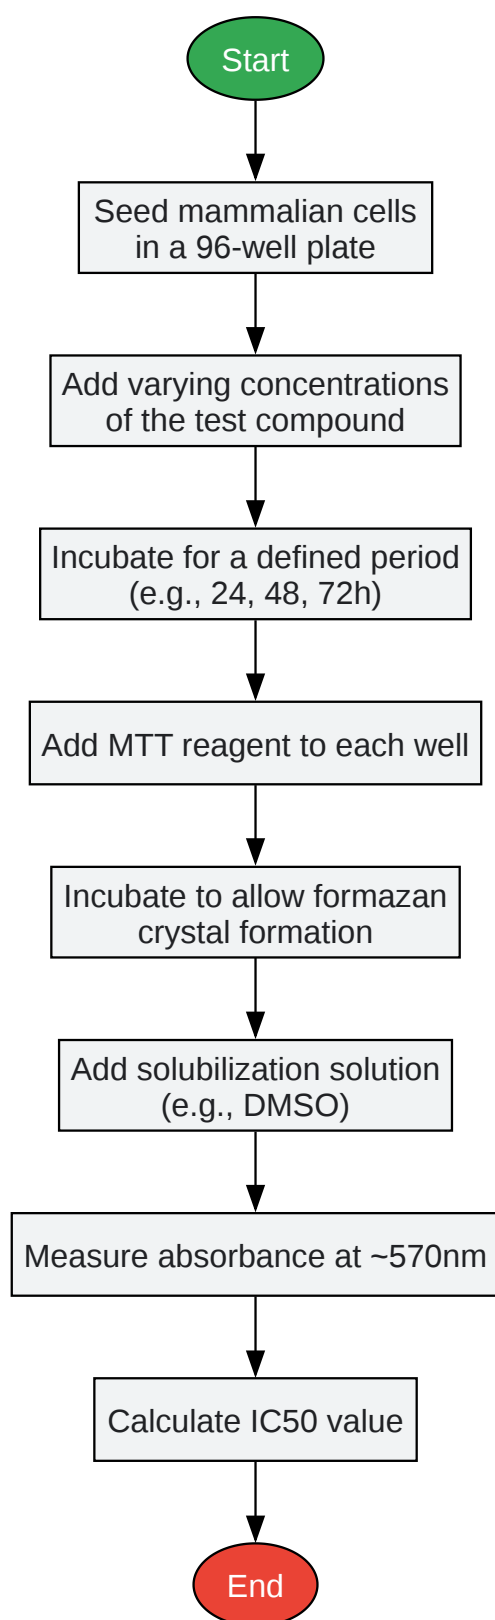 Start
Seed mammalian cells
in a 96-well plate
Add varying concentrations
of the test compound
Incubate for a defined period
(e.g., 24, 48, 72h)
Add MTT reagent to each well
Incubate to allow formazan
crystal formation
Add solubilization solution
(e.g., DMSO)
Measure absorbance at ~570nm
Calculate IC50 value
End